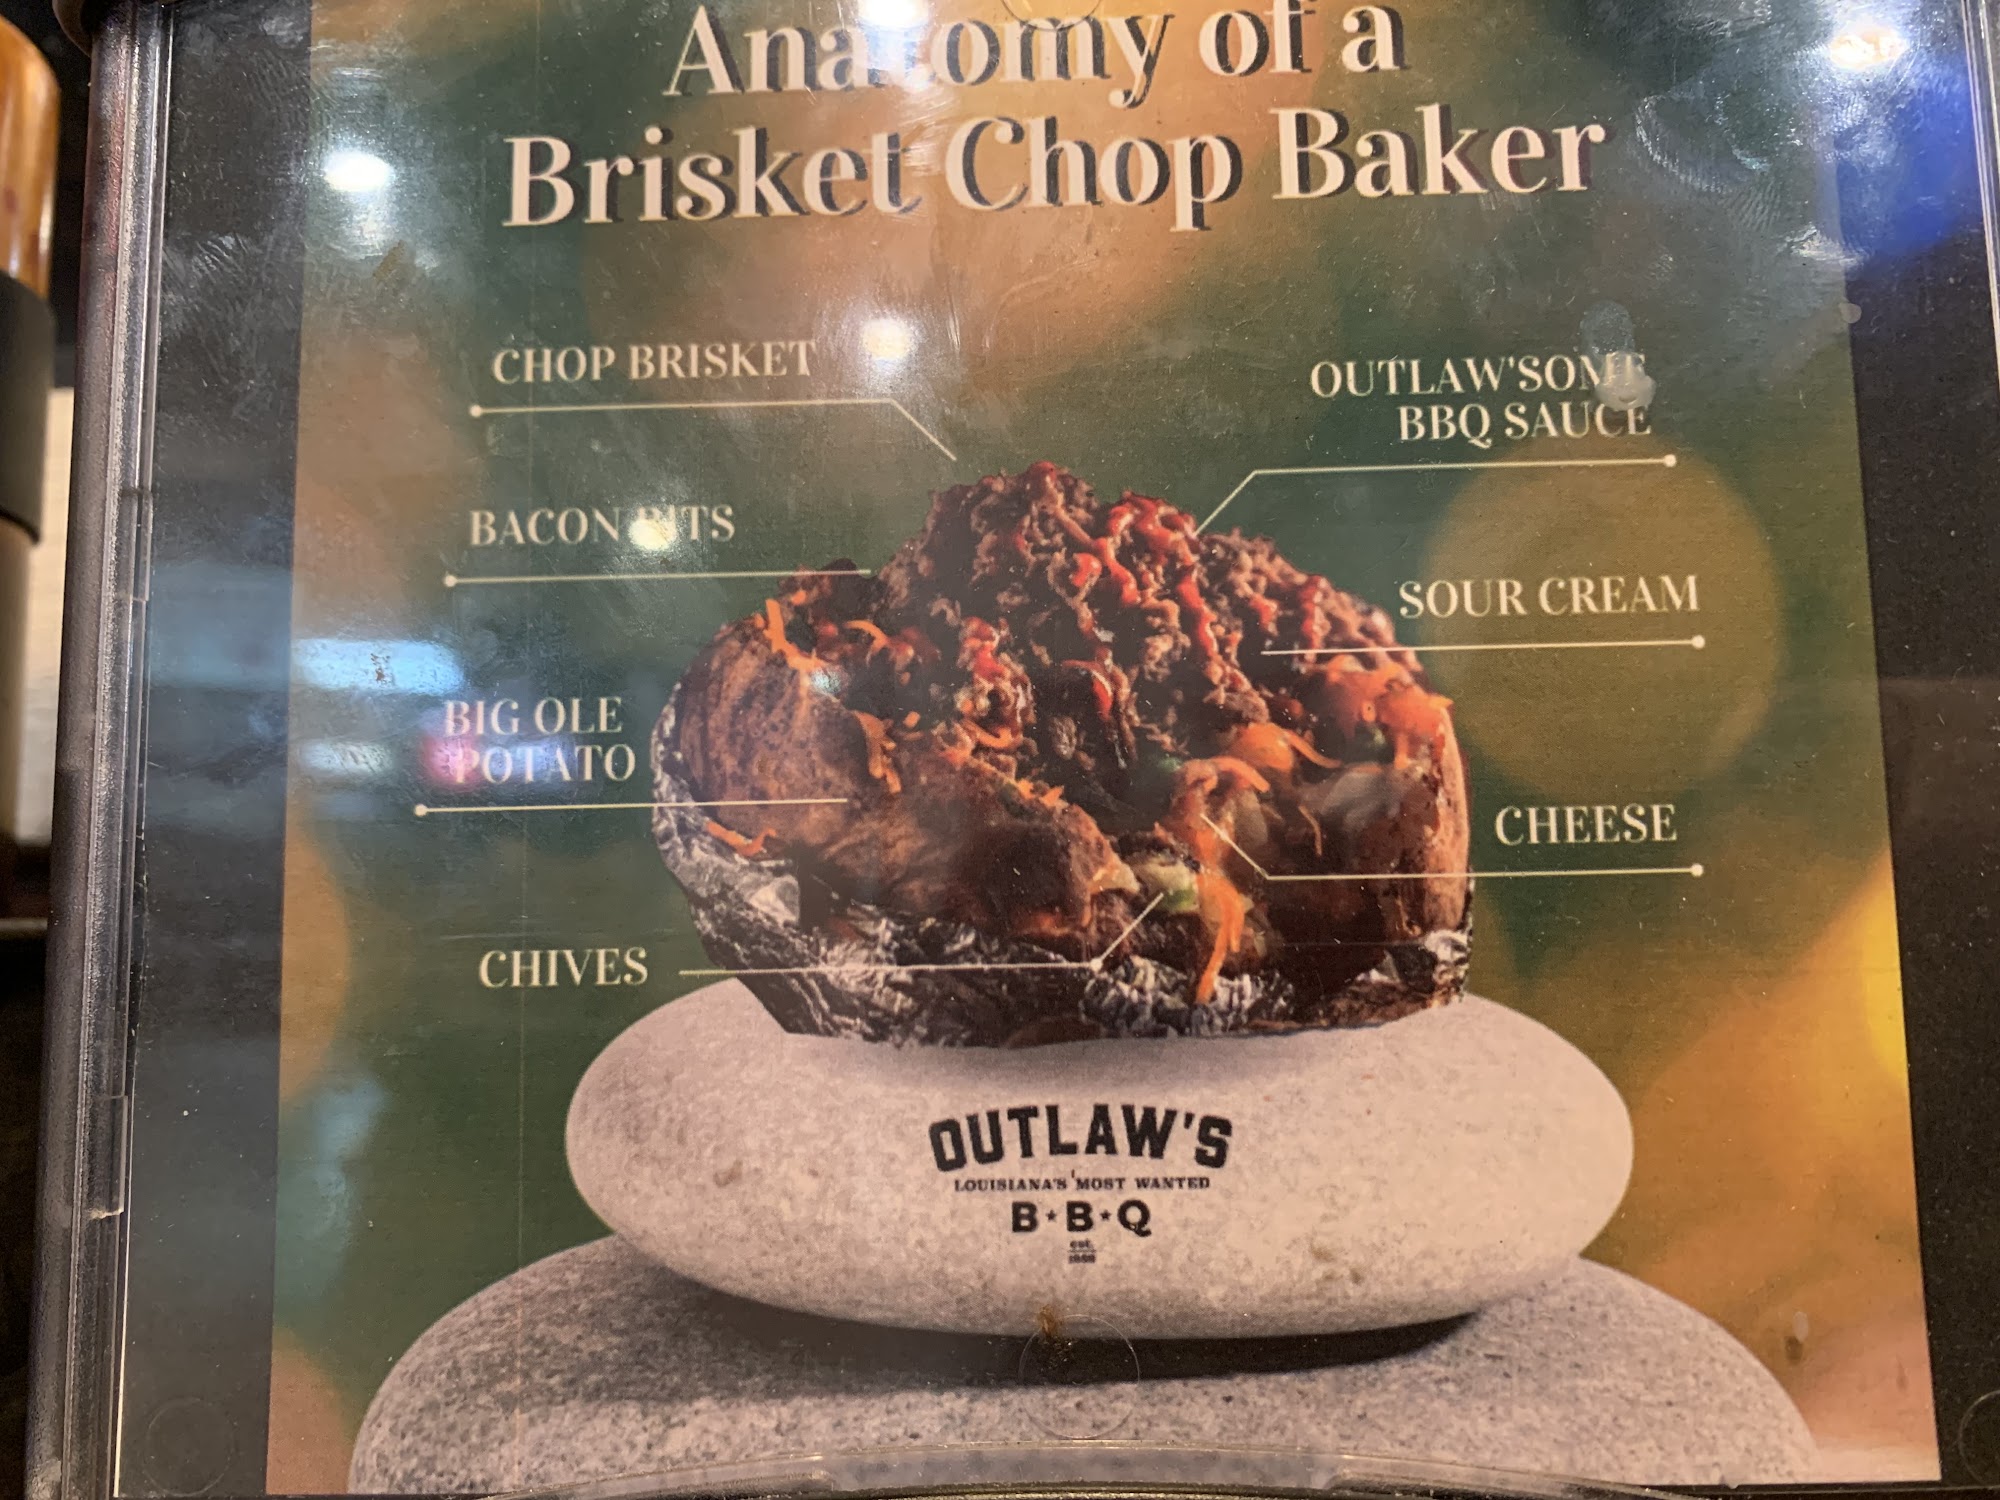 Anatomy of a
Brisket Chop Baker
CHOP BRISKET
OUTLAW'SOME
BBQ SAUCE
BACON BITS
SOUR CREAM
BIG OLE
POTATO
CHEESE
CHIVES
OUTLAW'S
LOUISIANA'S MOST WANTED
B★B★Q
est.